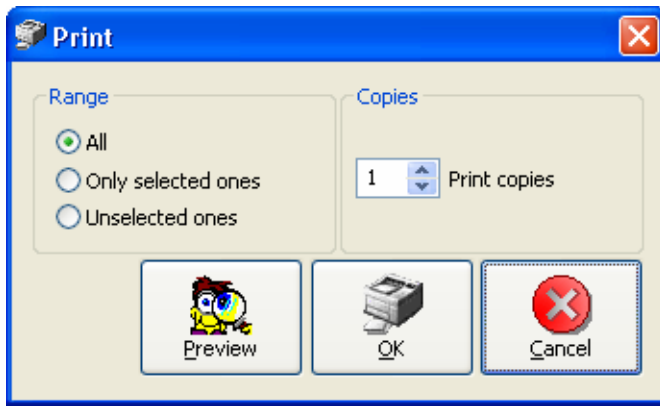 Print
Range
All
Only selected ones
Unselected ones
Copies
1 Print copies
Preview
OK
Cancel